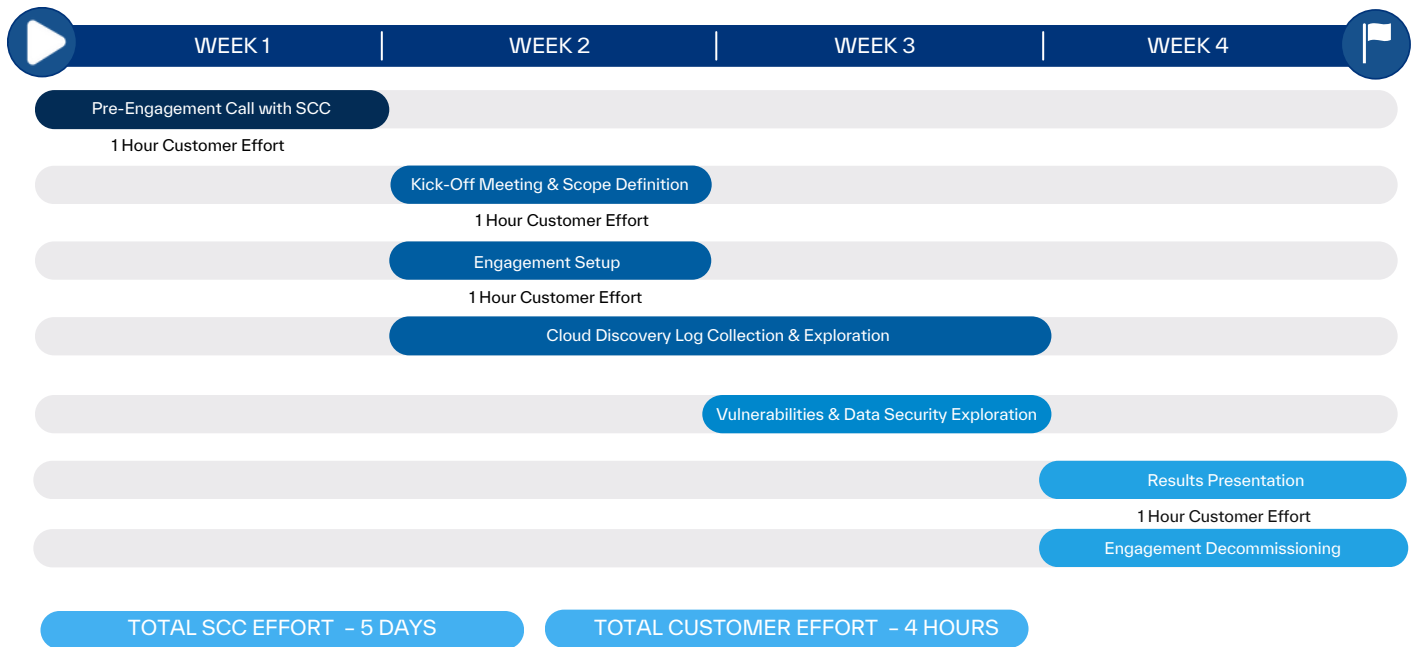 WEEK 1
WEEK 2
WEEK 3
WEEK 4
Pre-Engagement Call with SCC
1 Hour Customer Effort
Kick-Off Meeting & Scope Definition
1 Hour Customer Effort
Engagement Setup
1 Hour Customer Effort
Cloud Discovery Log Collection & Exploration
Vulnerabilities & Data Security Exploration
Results Presentation
1 Hour Customer Effort
Engagement Decommissioning
TOTAL SCC EFFORT – 5 DAYS
TOTAL CUSTOMER EFFORT – 4 HOURS